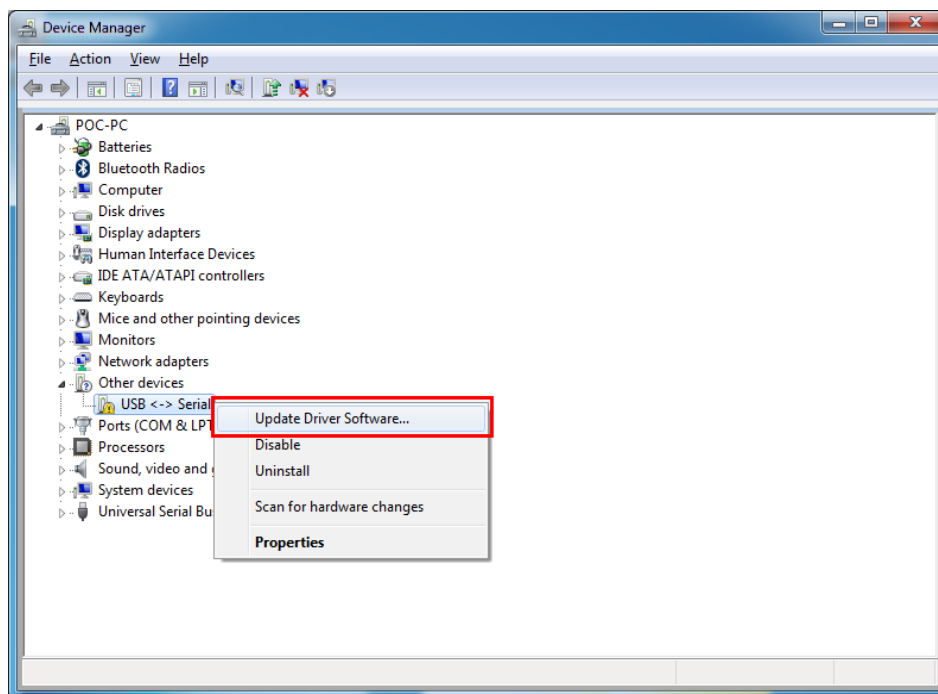 Device Manager
File Action View Help
POC-PC
Batteries
Bluetooth Radios
Computer
Disk drives
Display adapters
Human Interface Devices
IDE ATA/ATAPI controllers
Keyboards
Mice and other pointing devices
Monitors
Network adapters
Other devices
USB <-> Serial
Update Driver Software...
Ports (COM & LPT
Disable
Processors
Sound, video and
Uninstall
System devices
Scan for hardware changes
Universal Serial Bu
Properties